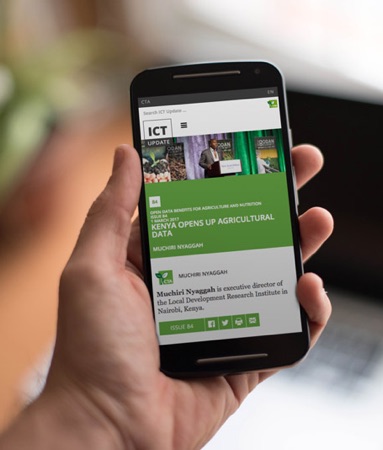 CTA EN
Search ICT Update ...
ICT
UPDATE
84
OPEN DATA BENEFITS FOR AGRICULTURE AND NUTRITION
ISSUE 84
1 MARCH 2017
KENYA OPENS UP AGRICULTURAL
DATA
MUCHIRI NYAGGAH
MUCHIRI NYAGGAH
Muchiri Nyaggah is executive director of
the Local Development Research Institute in
Nairobi, Kenya.
ISSUE 84